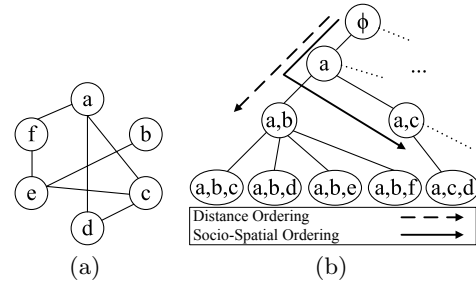 ϕ
a
...
a,b
a,c
a,b,c
a,b,d
a,b,e
a,b,f
a,c,d
Distance Ordering
Socio-Spatial Ordering
a
f
b
e
c
d
(a)
(b)